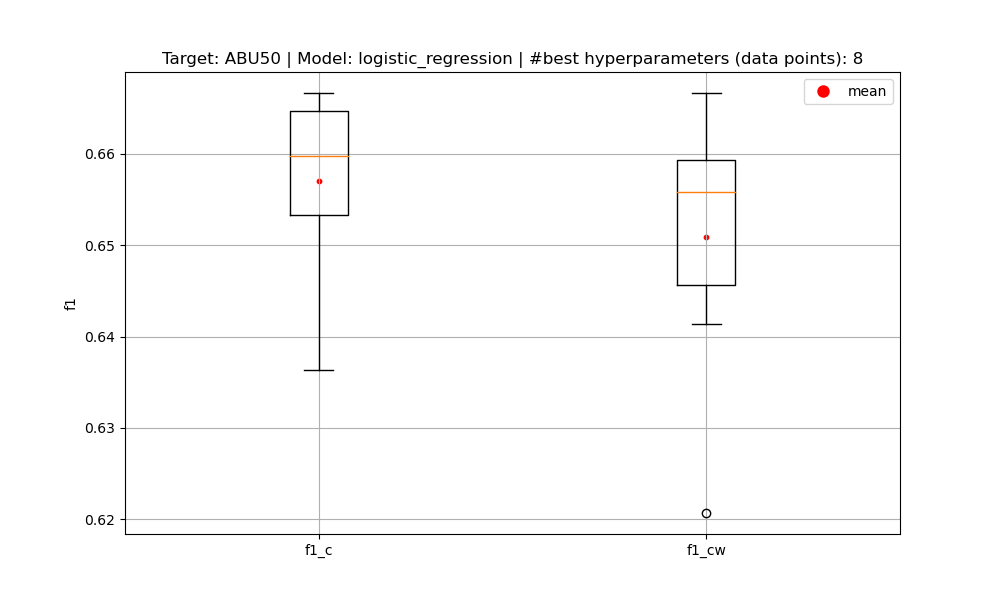 Target: ABU50 | Model: logistic_regression | #best hyperparameters (data points): 8
mean
0.66
0.65
0.64
0.63
0.62
f1
f1_c
f1_cw